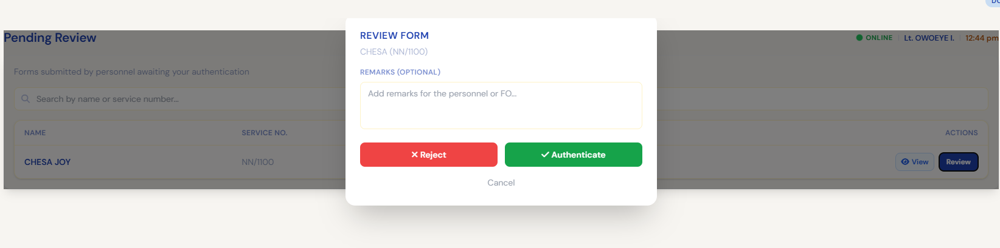 Pending Review
ONLINE
Lt. OWOEYE I.
12:44 pm
Forms submitted by personnel awaiting your authentication
Search by name or service number...
NAME
SERVICE NO.
ACTIONS
CHESA JOY
NN/1100
View
Review
REVIEW FORM
CHESA (NN/1100)
REMARKS (OPTIONAL)
Add remarks for the personnel or FO...
Reject
Authenticate
Cancel